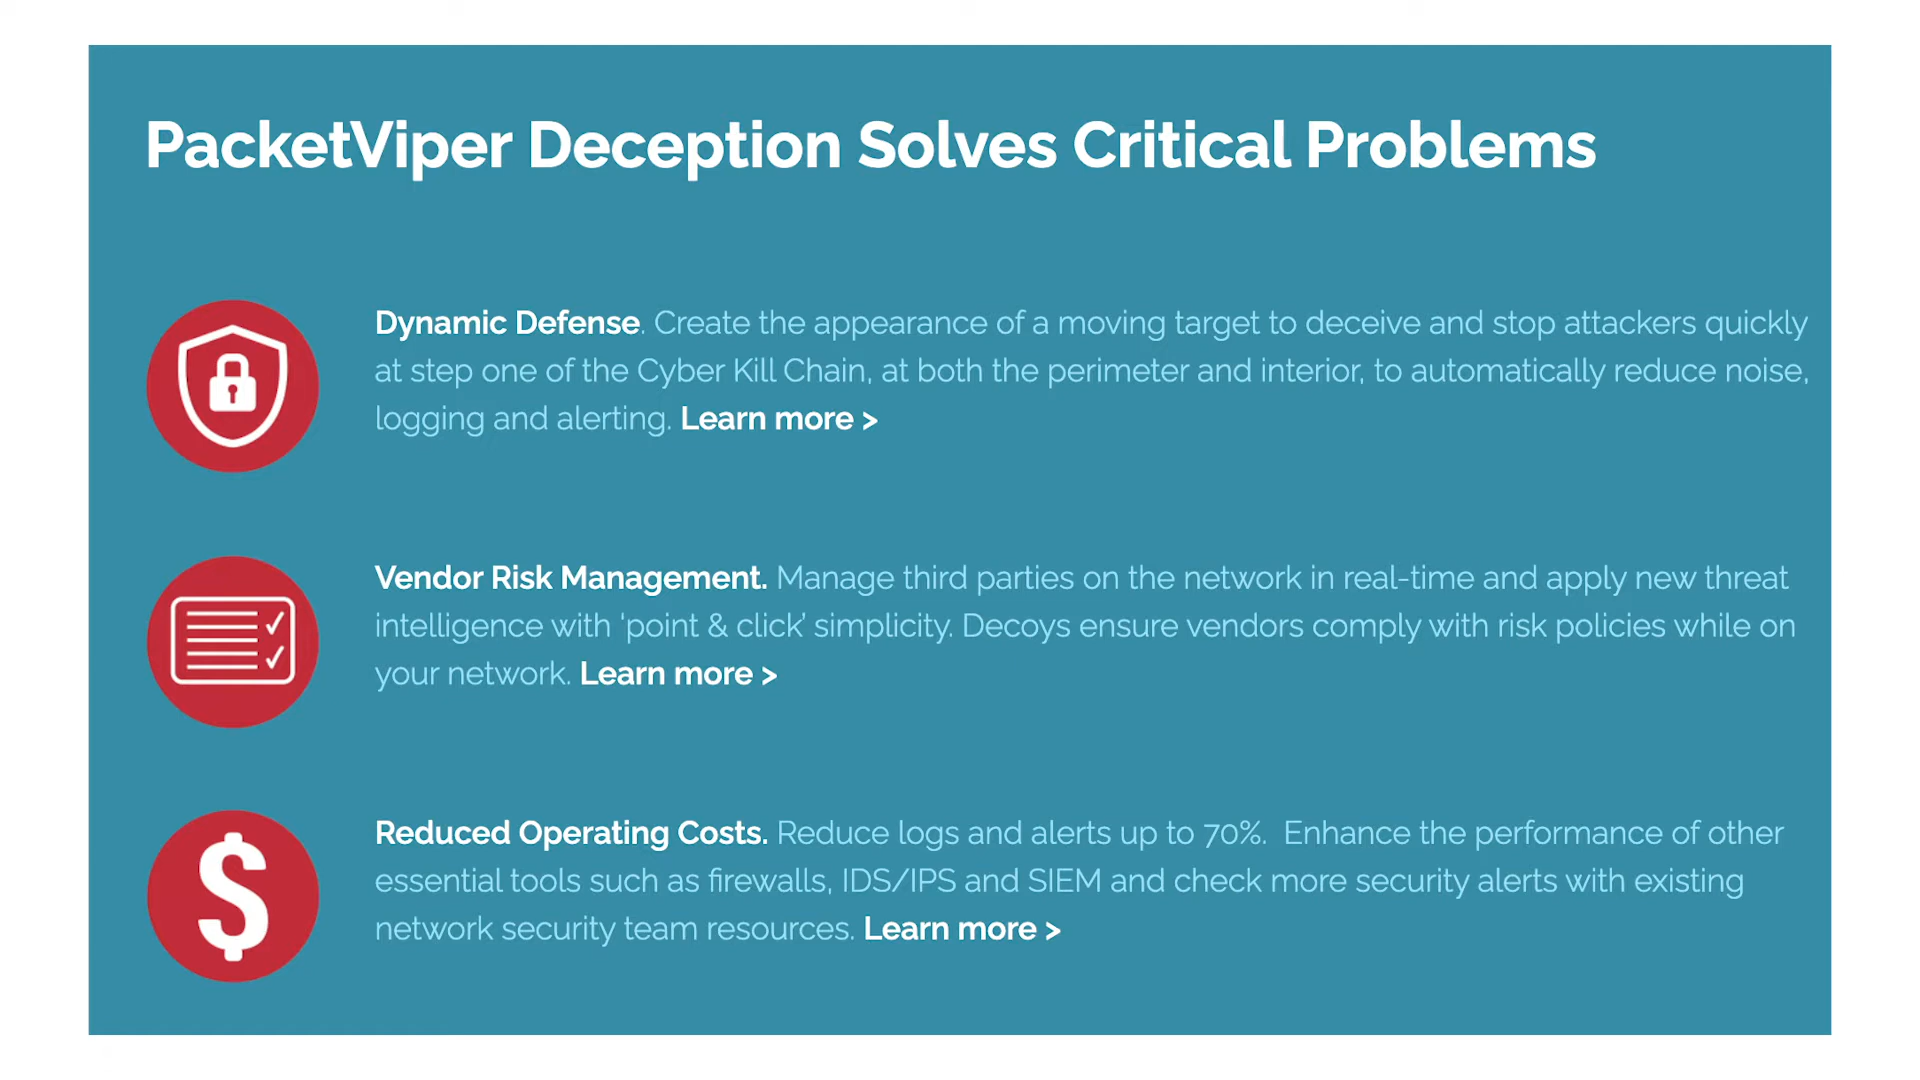 PacketViper Deception Solves Critical Problems
Dynamic Defense. Create the appearance of a moving target to deceive and stop attackers quickly
at step one of the Cyber Kill Chain, at both the perimeter and interior, to automatically reduce noise,
logging and alerting. Learn more >
Vendor Risk Management. Manage third parties on the network in real-time and apply new threat
intelligence with ‘point & click’ simplicity. Decoys ensure vendors comply with risk policies while on
your network. Learn more >
Reduced Operating Costs. Reduce logs and alerts up to 70%.  Enhance the performance of other
essential tools such as firewalls, IDS/IPS and SIEM and check more security alerts with existing
network security team resources. Learn more >